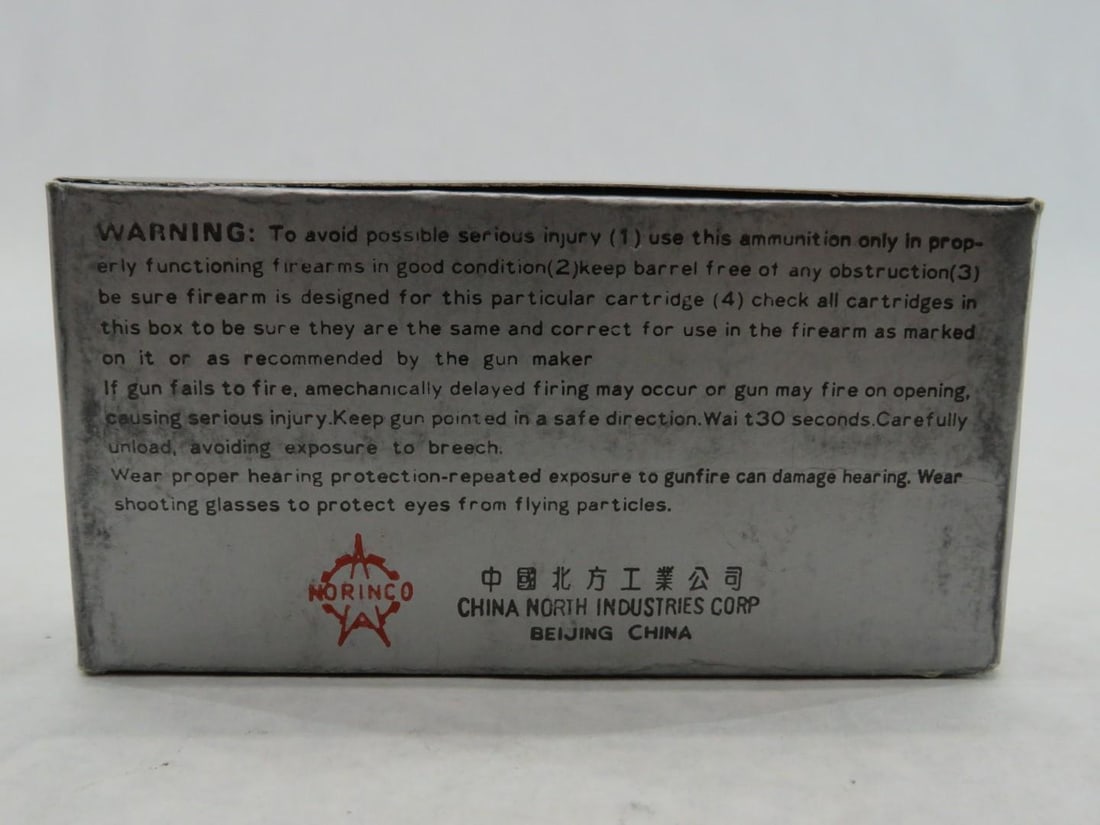 WARNING: To avoid possible serious injury (1) use this ammunition only in prop-
erly functioning firearms in good condition(2)keep barrel free of any obstruction(3)
be sure firearm is designed for this particular cartridge (4) check all cartridges in
this box to be sure they are the same and correct for use in the firearm as marked
on it or as recommended by the gun maker
If gun fails to fire, amechanically delayed firing may occur or gun may fire on opening,
causing serious injury.Keep gun pointed in a safe direction.Wai t30 seconds.Carefully
unload, avoiding exposure to breech.
Wear proper hearing protection-repeated exposure to gunfire can damage hearing. Wear
shooting glasses to protect eyes from flying particles.
NORINCO
中國北方工業公司
CHINA NORTH INDUSTRIES CORP
BEIJING CHINA